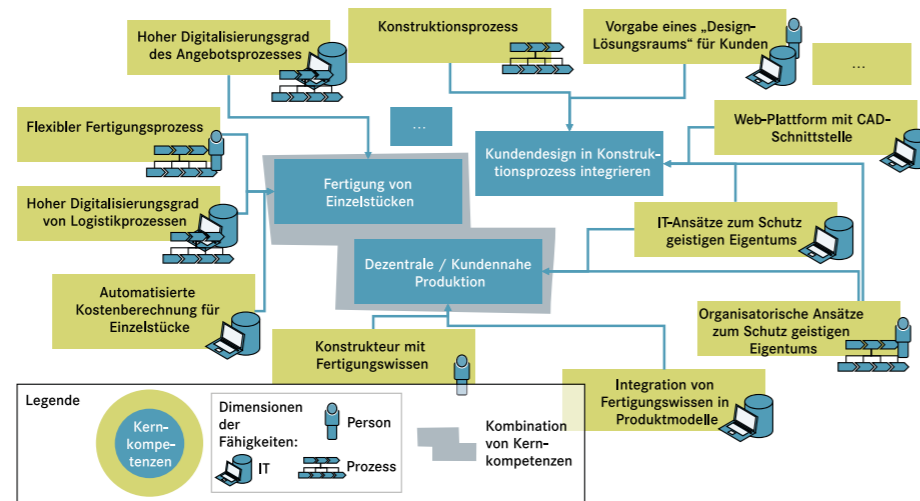 Hoher Digitalisierungsgrad
des Angebotsprozesses
Konstruktionsprozess
Vorgabe eines „Design-
Lösungsraums“ für Kunden
...
Flexibler Fertigungsprozess
...
Web-Plattform mit CAD-
Schnittstelle
Kundendesign in Konstruk-
tionsprozess integrieren
Fertigung von
Einzelstücken
Hoher Digitalisierungsgrad
von Logistikprozessen
IT-Ansätze zum Schutz
geistigen Eigentums
Dezentrale / Kundennahe
Produktion
Automatisierte
Kostenberechnung für
Einzelstücke
Organisatorische Ansätze
zum Schutz geistigen
Eigentums
Konstrukteur mit
Fertigungswissen
Integration von
Fertigungswissen in
Produktmodelle
Legende
Kern-
kompe-
tenzen
Dimensionen
der
Fähigkeiten:
Person
IT
Prozess
Kombination
von Kern-
kompetenzen